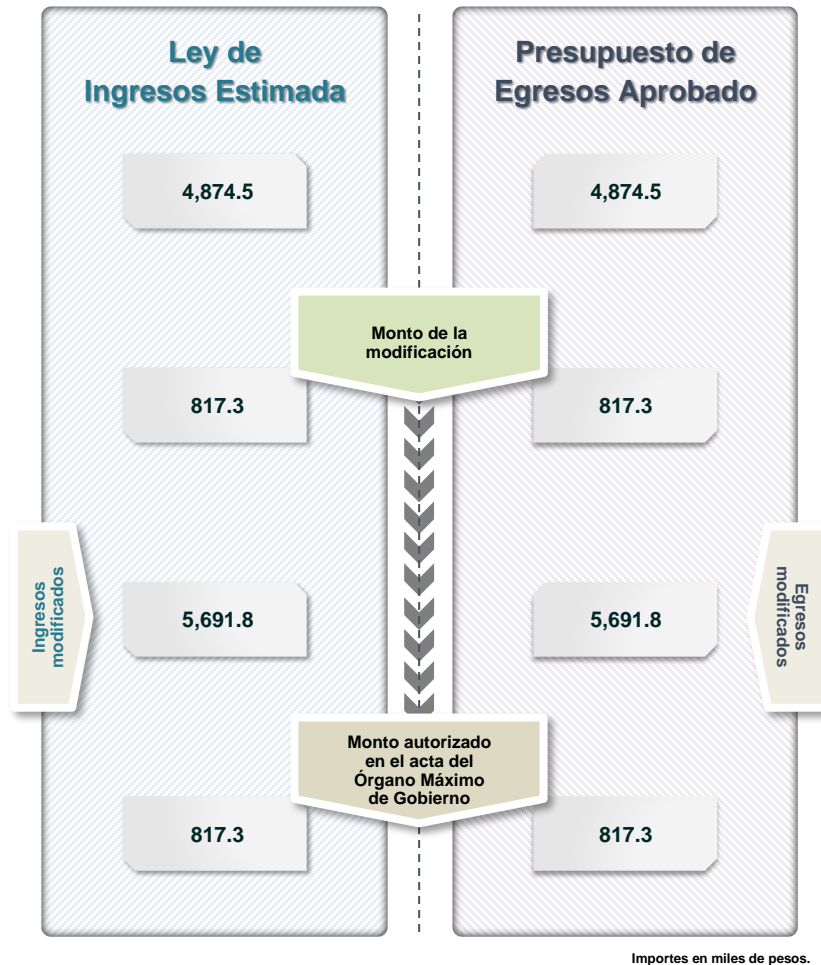 Ley de
Ingresos Estimada
Presupuesto de
Egresos Aprobado
4,874.5
4,874.5
Monto de la
modificación
817.3
817.3
Ingresos
modificados
5,691.8
5,691.8
Egresos
modificados
Monto autorizado
en el acta del
Órgano Máximo
de Gobierno
817.3
817.3
Importes en miles de pesos.